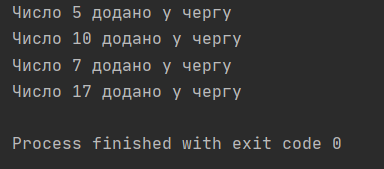 Число 5 додано у чергу
Число 10 додано у чергу
Число 7 додано у чергу
Число 17 додано у чергу
Process finished with exit code 0